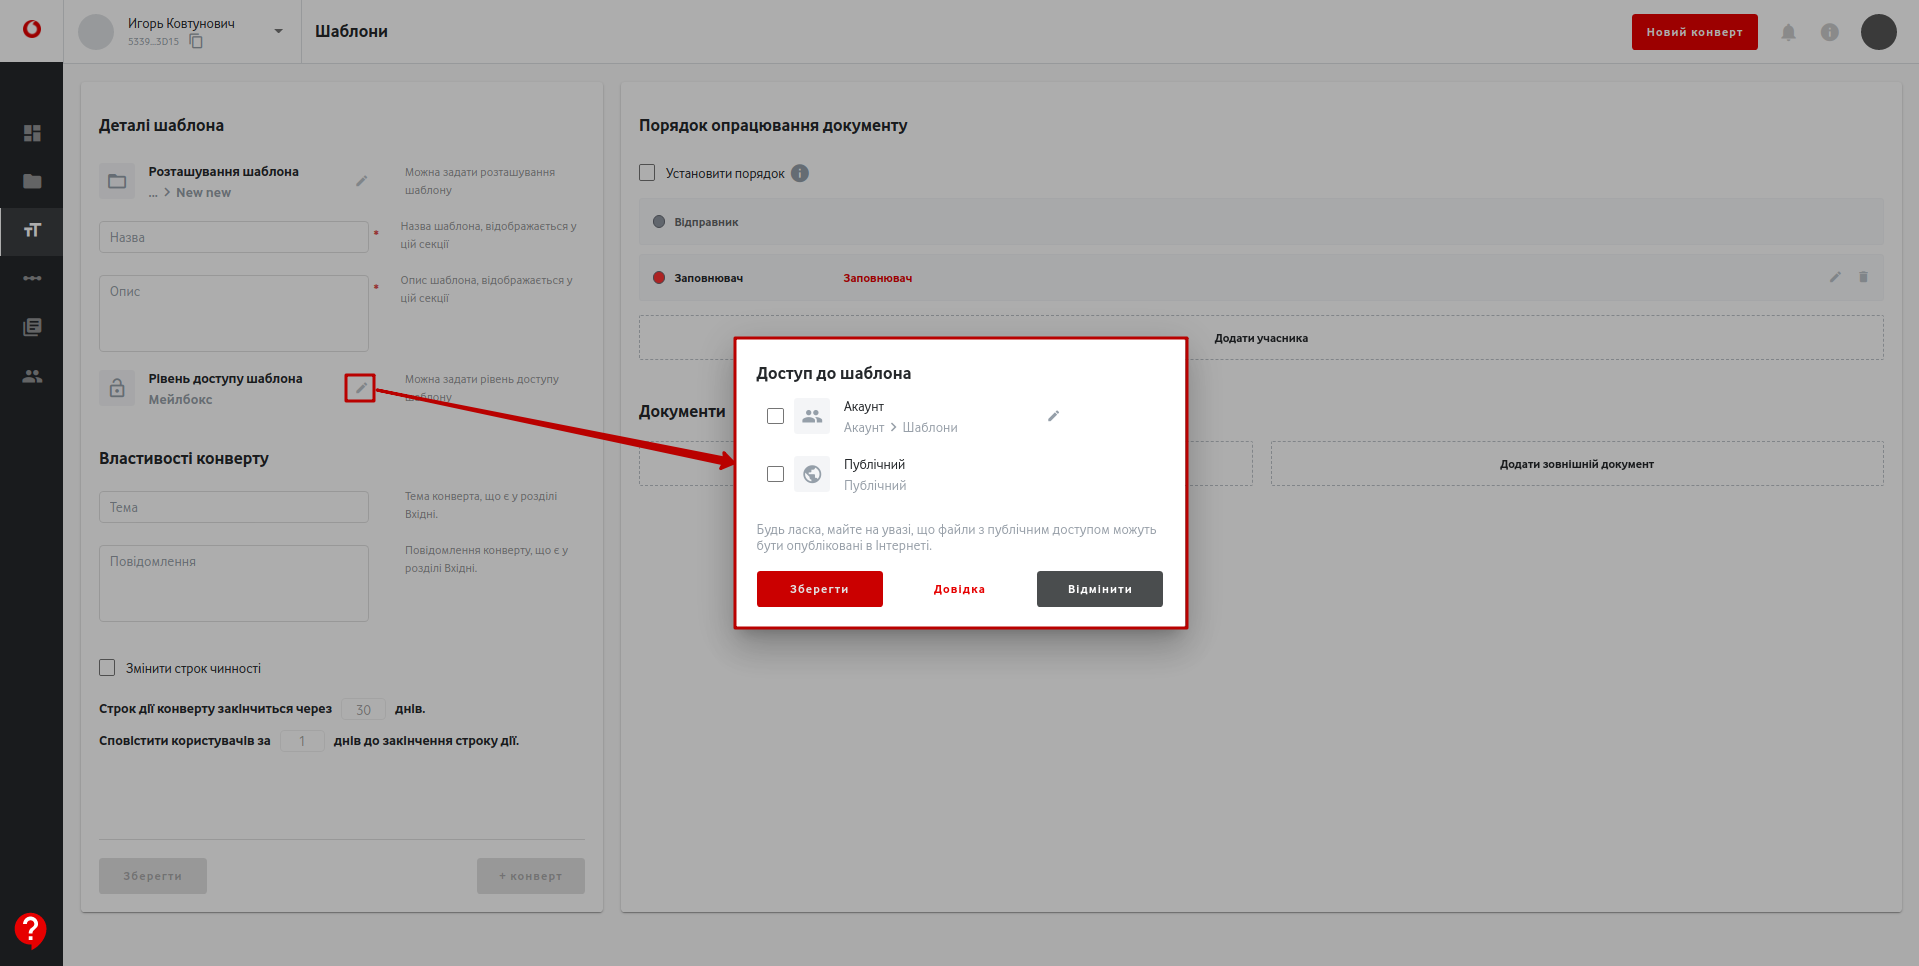 Игорь Ковтунович
5339...3D15
Шаблони
Новий конверт
Деталі шаблона
Розташування шаблона
... > New new
Можна задати розташування
шаблону
Назва
*
Назва шаблона, відображається у
цій секції
Опис
*
Опис шаблона, відображається у
цій секції
Рівень доступу шаблона
Мейлбокс
Можна задати рівень доступу
шаблону
Властивості конверту
Тема
Тема конверта, що є у розділі
Вхідні.
Повідомлення
Повідомлення конверту, що є у
розділі Вхідні.
Змінити строк чинності
Строк дії конверту закінчиться через 30 днів.
Сповістити користувачів за 1 днів до закінчення строку дії.
Зберегти
+ конверт
Порядок опрацювання документу
Установити порядок
Відправник
Заповнювач Заповнювач
Додати учасника
Документи
Додати зовнішній документ
Доступ до шаблона
Акаунт
Акаунт > Шаблони
Публічний
Публічний
Будь ласка, майте на увазі, що файли з публічним доступом можуть
бути опубліковані в Інтернеті.
Зберегти Довідка Відмінити